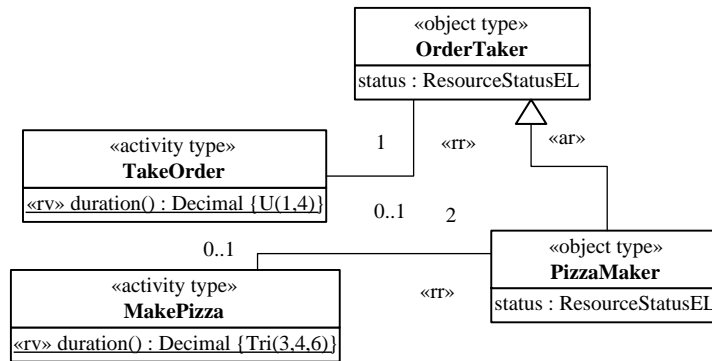 «object type»
OrderTaker
status : ResourceStatusEL
«activity type»
TakeOrder
«rv» duration() : Decimal {U(1,4)}
1
«rr»
«ar»
0..1
2
0..1
«rr»
«object type»
PizzaMaker
status : ResourceStatusEL
«activity type»
MakePizza
«rv» duration() : Decimal {Tri(3,4,6)}